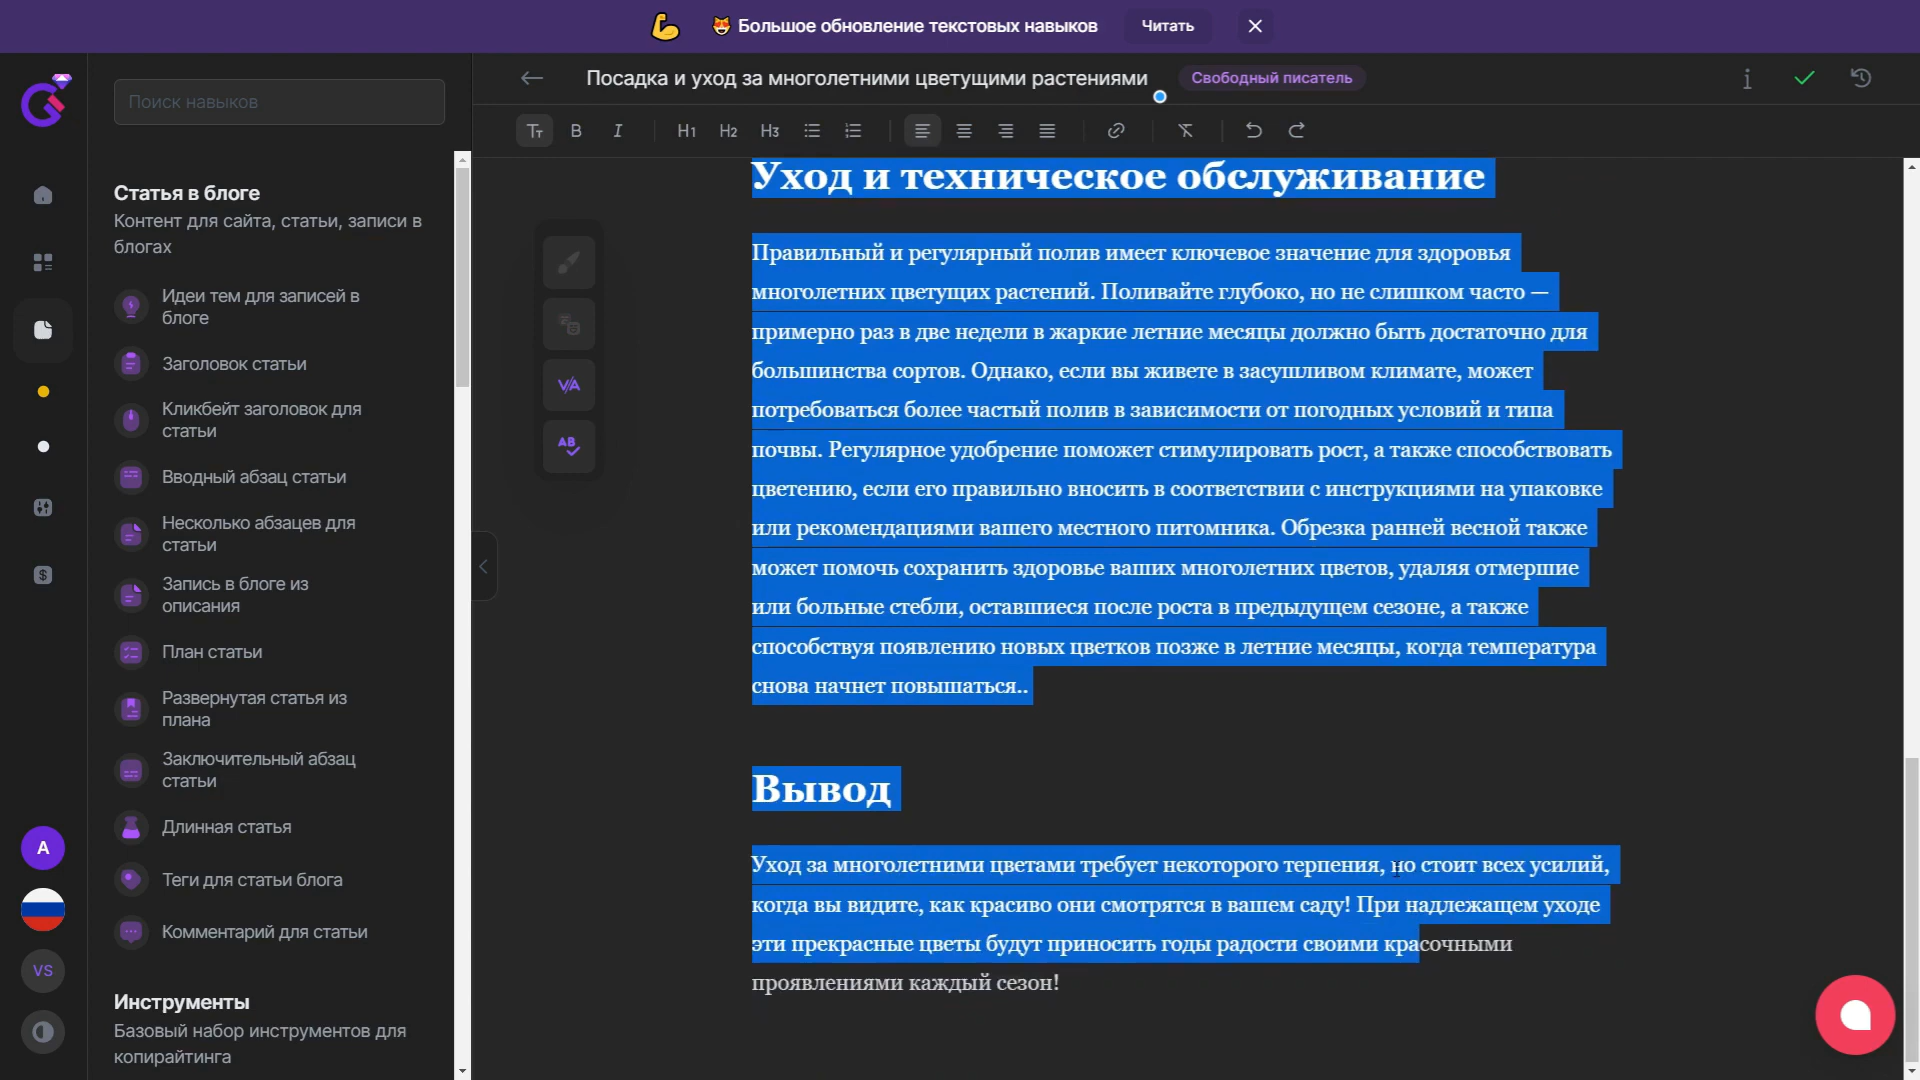 Большое обновление текстовых навыков
Читать
Поиск навыков
Посадка и уход за многолетними цветущими растениями
Свободный писатель
B
I
H1
H2
H3
Статья в блоге
Контент для сайта, статьи, записи в
блогах
Идеи тем для записей в
блоге
Заголовок статьи
Кликбейт заголовок для
статьи
Вводный абзац статьи
Несколько абзацев для
статьи
Запись в блоге из
описания
План статьи
Развернутая статья из
плана
Заключительный абзац
статьи
Длинная статья
Теги для статьи блога
Комментарий для статьи
Инструменты
Базовый набор инструментов для
копирайтинга
A
VS
V/A
AB
Уход и техническое обслуживание
Правильный и регулярный полив имеет ключевое значение для здоровья
многолетних цветущих растений. Поливайте глубоко, но не слишком часто —
примерно раз в две недели в жаркие летние месяцы должно быть достаточно для
большинства сортов. Однако, если вы живете в засушливом климате, может
потребоваться более частый полив в зависимости от погодных условий и типа
почвы. Регулярное удобрение поможет стимулировать рост, а также способствовать
цветению, если его правильно вносить в соответствии с инструкциями на упаковке
или рекомендациями вашего местного питомника. Обрезка ранней весной также
может помочь сохранить здоровье ваших многолетних цветов, удаляя отмершие
или больные стебли, оставшиеся после роста в предыдущем сезоне, а также
способствуя появлению новых цветков позже в летние месяцы, когда температура
снова начнет повышаться..
Вывод
Уход за многолетними цветами требует некоторого терпения, но стоит всех усилий,
когда вы видите, как красиво они смотрятся в вашем саду! При надлежащем уходе
эти прекрасные цветы будут приносить годы радости своими красочными
проявлениями каждый сезон!